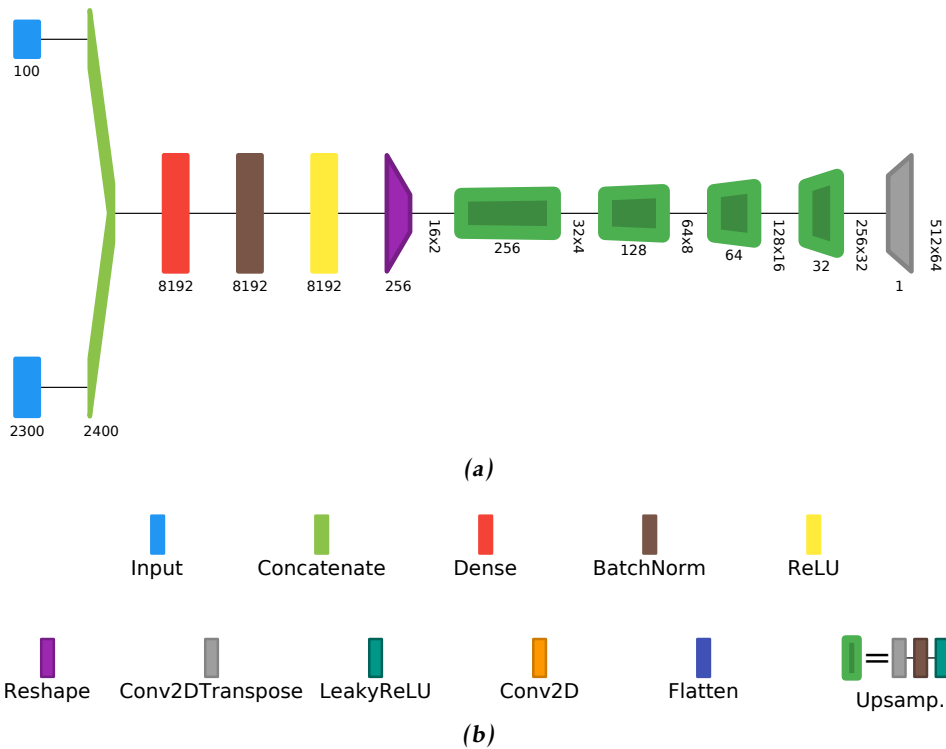 100
2300
2400
8192
8192
8192
256
16x2
256
32x4
128
64x8
64
128x16
32
256x32
1
512x64
(a)
Input
Concatenate
Dense
BatchNorm
ReLU
Reshape
Conv2DTranspose
LeakyReLU
Conv2D
Flatten
=
Upsamp.
(b)